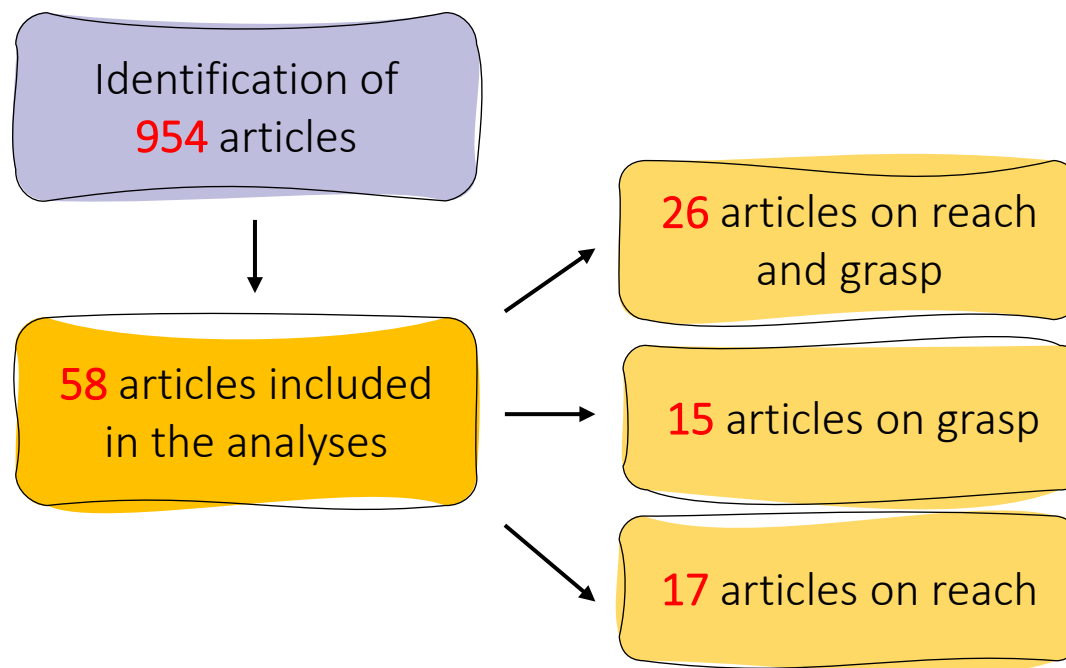 Identification of
954 articles
58 articles included
in the analyses
26 articles on reach
and grasp
15 articles on grasp
17 articles on reach